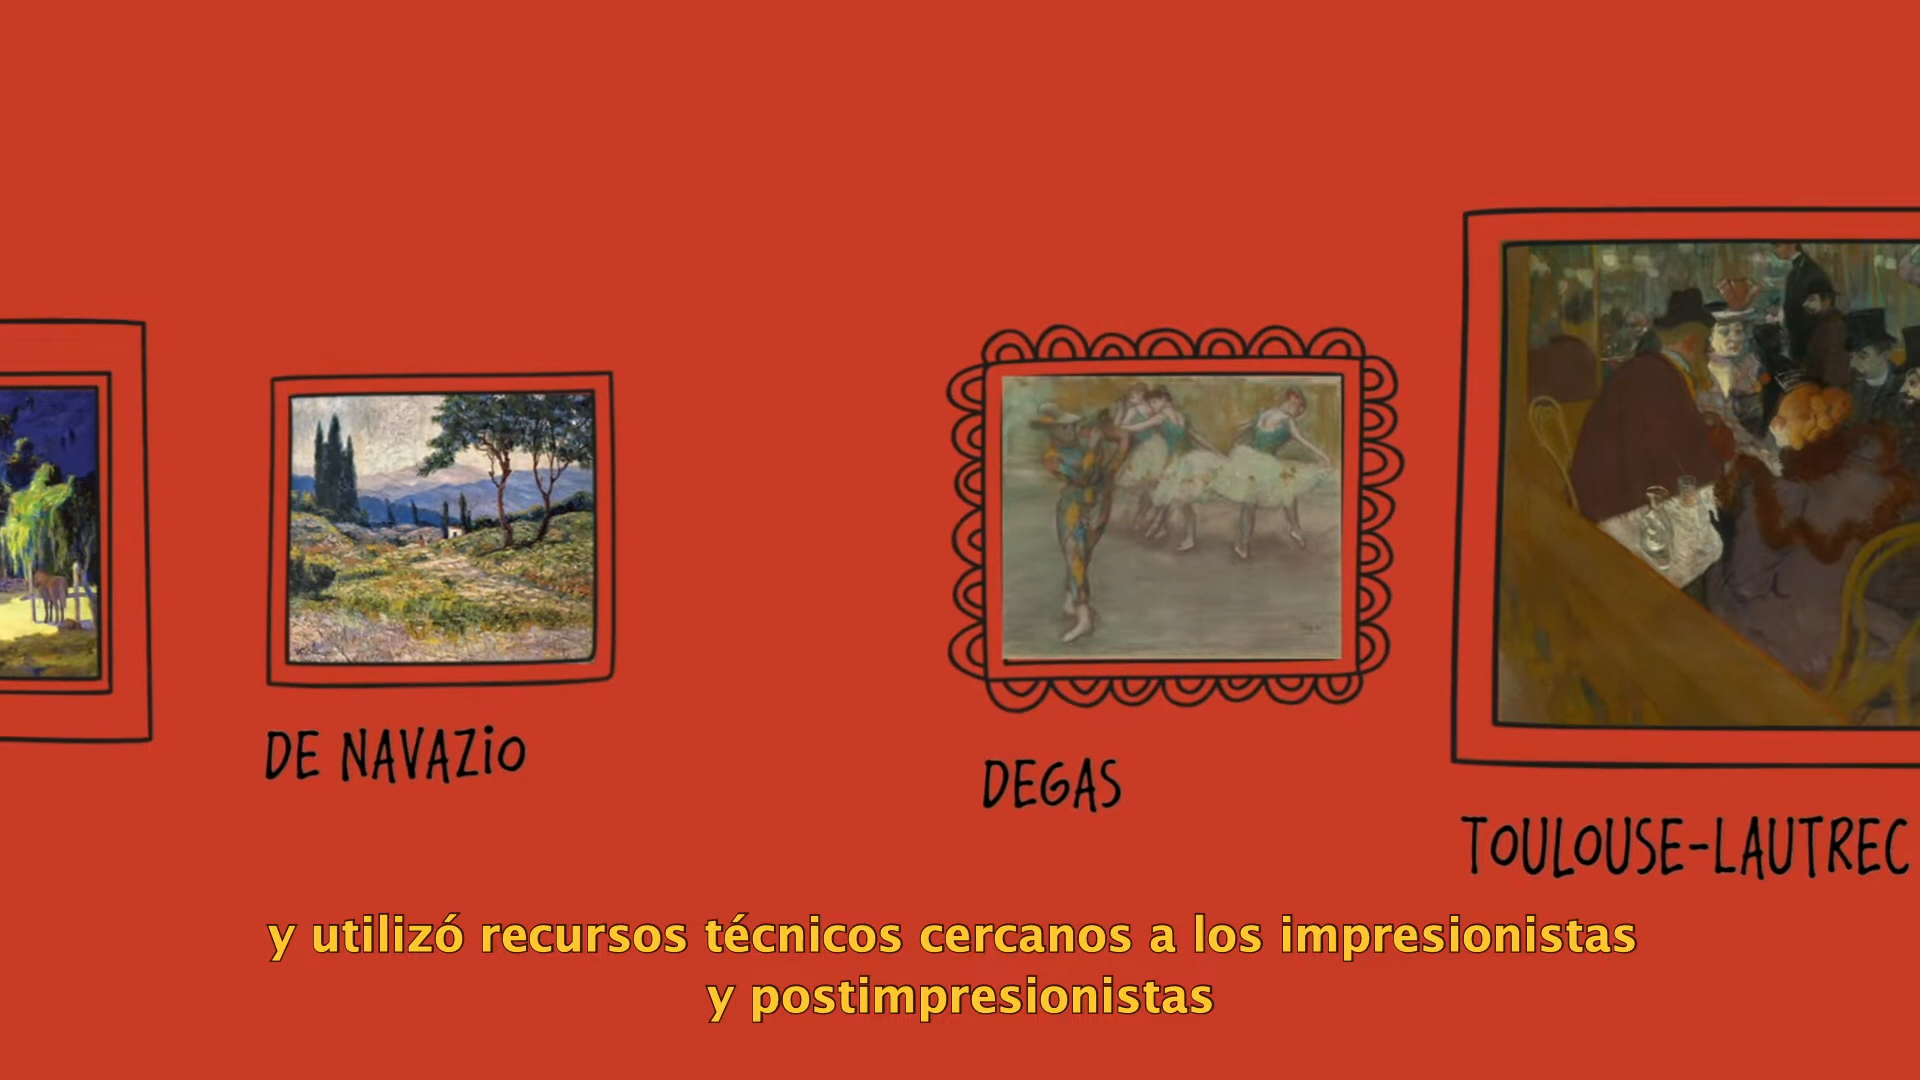 DE NAVAZiO
DEGAS
TOULOUSE-LAUTREC
y utilizó recursos técnicos cercanos a los impresionistas
y postimpresionistas